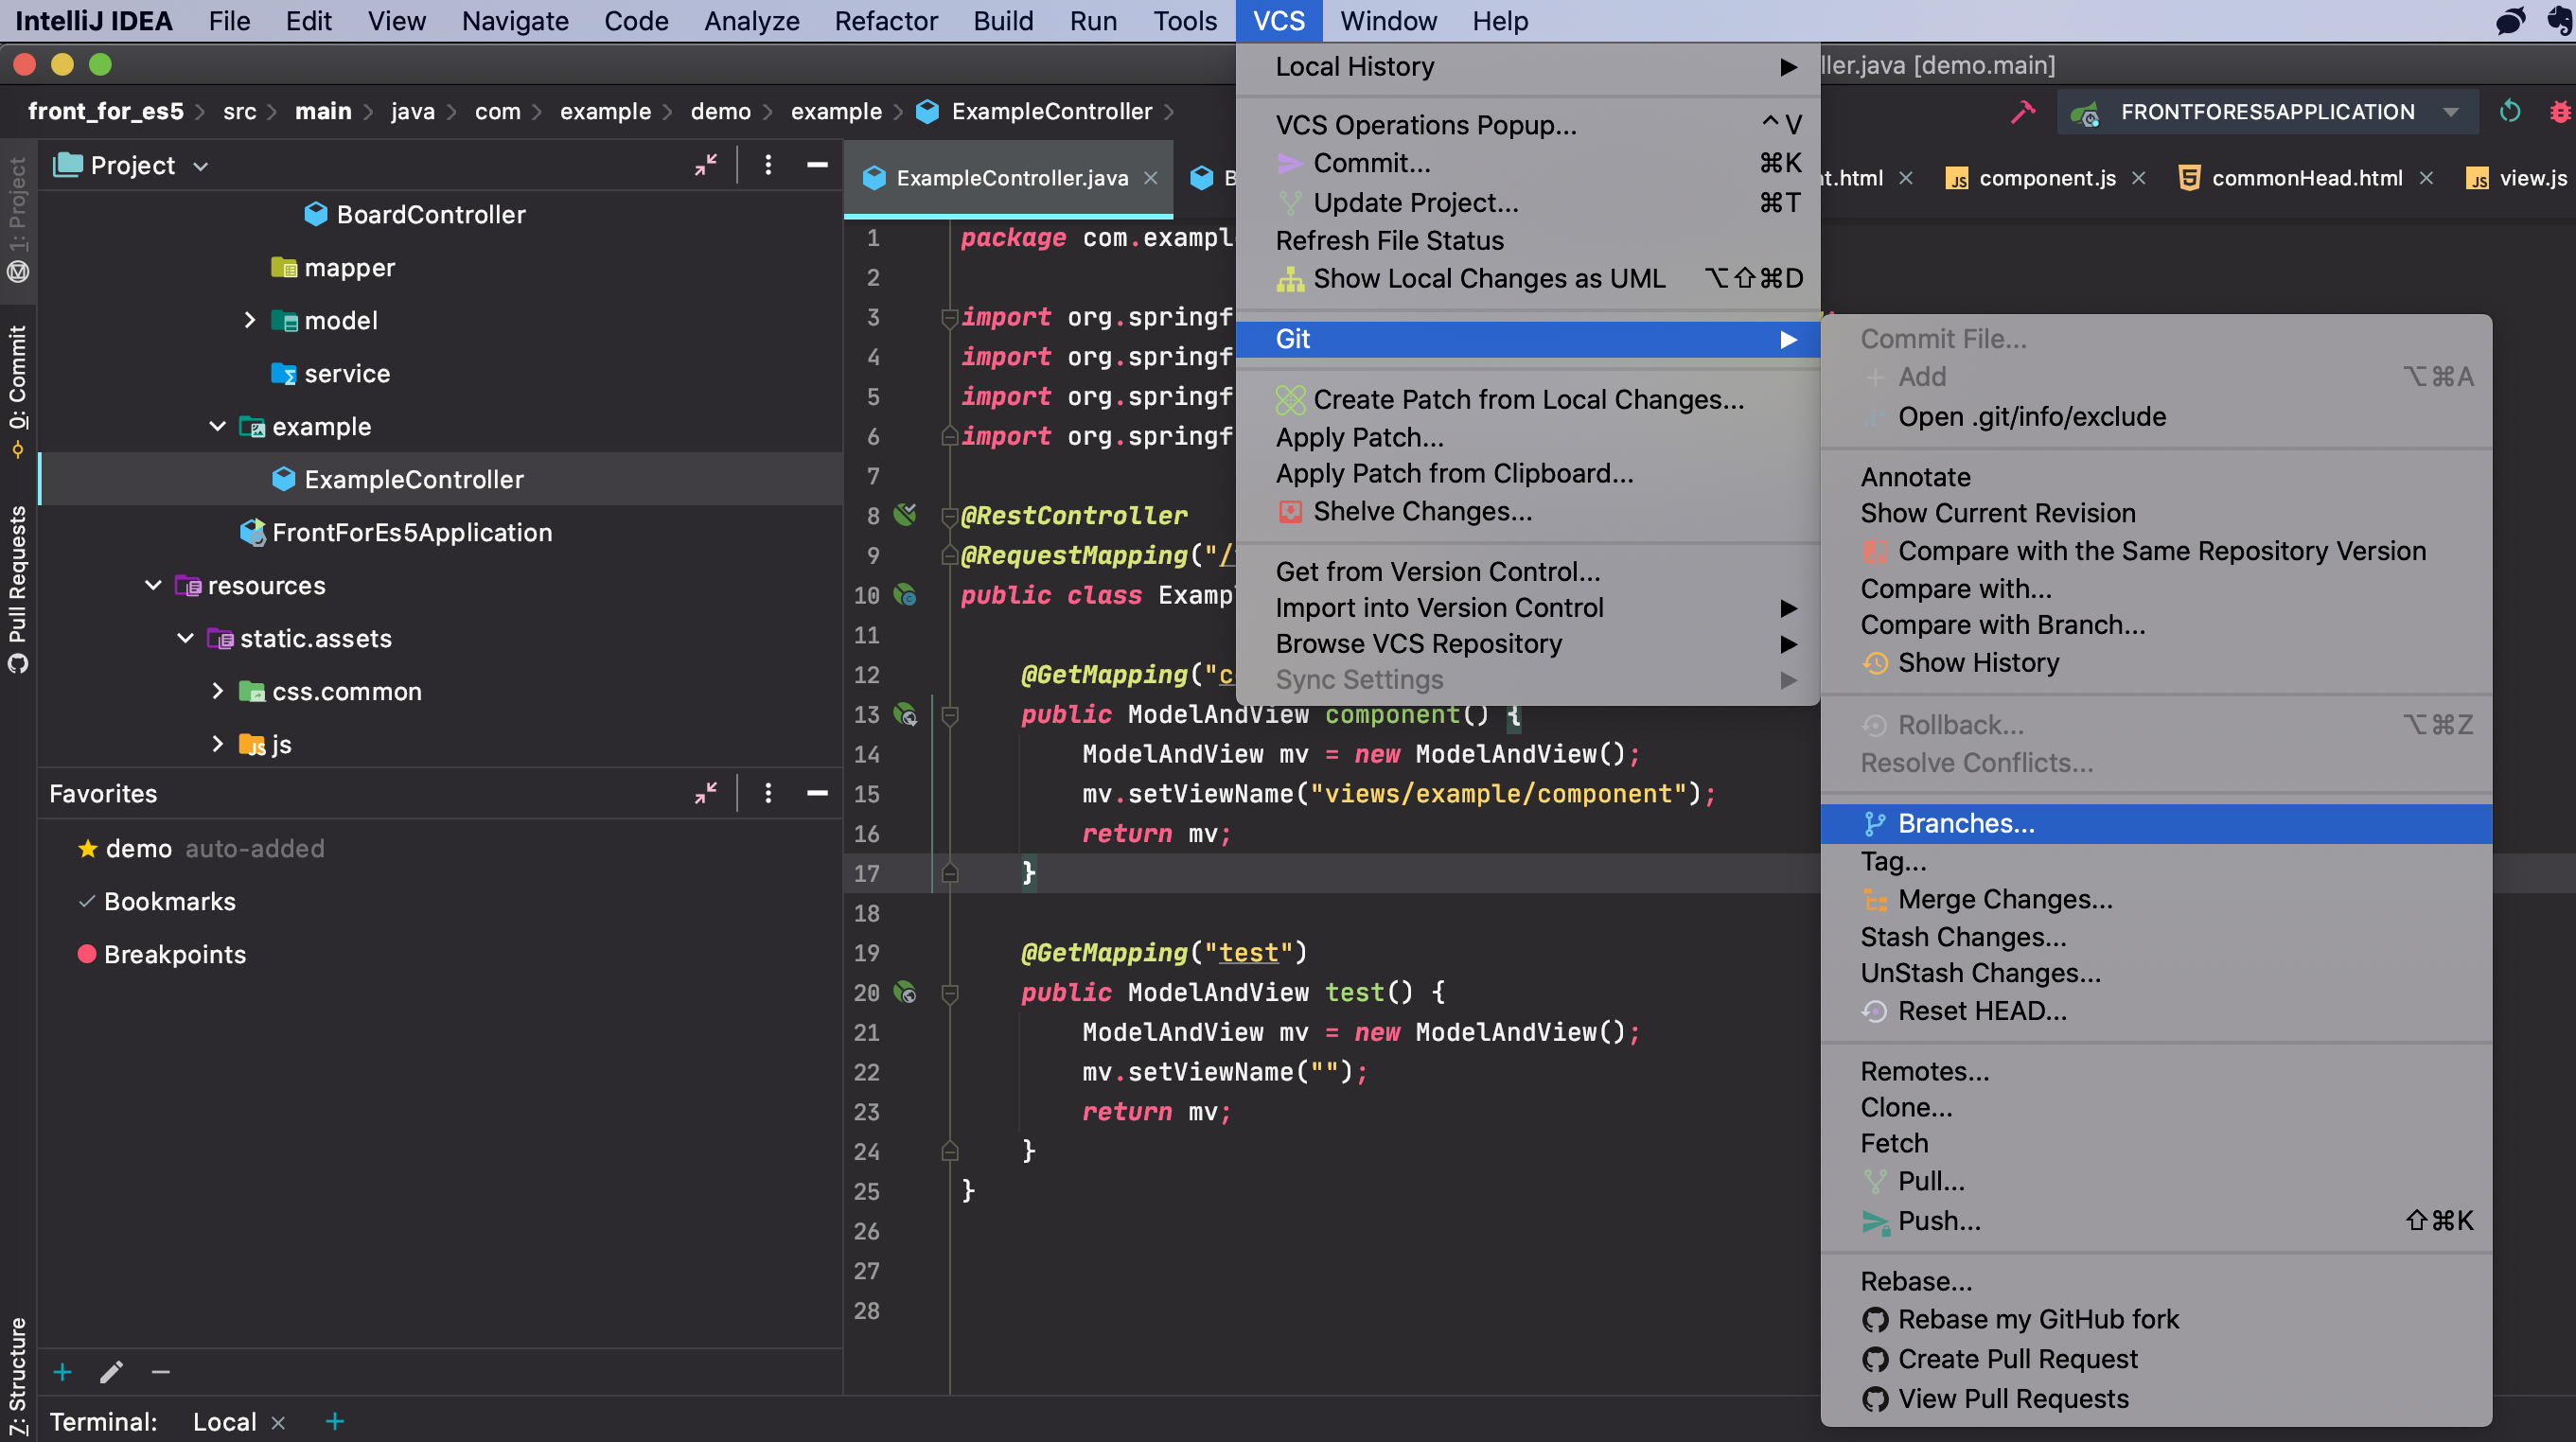 IntelliJ IDEA File Edit View Navigate Code Analyze Refactor Build Run Tools VCS Window Help
ller.java [demo.main]
front_for_es5 src main java com example demo example ExampleController
FRONTFORES5APPLICATION
1: Project
0: Commit
Pull Requests
Z: Structure
Project
BoardController
mapper
model
service
example
ExampleController
FrontForEs5Application
resources
static.assets
css.common
js
Favorites
demo auto-added
Bookmarks
Breakpoints
Terminal: Local
ExampleController.java B nt.html component.js commonHead.html view.js
1 package com.exampl
2
3 import org.springf
4 import org.springf
5 import org.springf
6 import org.springf
7
8 @RestController
9 @RequestMapping("/
10 public class Examp
11
12 @GetMapping("c
13 public ModelAndView component() {
14 ModelAndView mv = new ModelAndView();
15 mv.setViewName("views/example/component");
16 return mv;
17 }
18
19 @GetMapping("test")
20 public ModelAndView test() {
21 ModelAndView mv = new ModelAndView();
22 mv.setViewName("");
23 return mv;
24 }
25 }
26
27
28
Local History
VCS Operations Popup... ⌃V
Commit... ⌘K
Update Project... ⌘T
Refresh File Status
Show Local Changes as UML ⌥⇧⌘D
Git
Create Patch from Local Changes...
Apply Patch...
Apply Patch from Clipboard...
Shelve Changes...
Get from Version Control...
Import into Version Control
Browse VCS Repository
Sync Settings
Commit File...
Add ⌥⌘A
Open .git/info/exclude
Annotate
Show Current Revision
Compare with the Same Repository Version
Compare with...
Compare with Branch...
Show History
Rollback... ⌥⌘Z
Resolve Conflicts...
Branches...
Tag...
Merge Changes...
Stash Changes...
UnStash Changes...
Reset HEAD...
Remotes...
Clone...
Fetch
Pull...
Push... ⇧⌘K
Rebase...
Rebase my GitHub fork
Create Pull Request
View Pull Requests